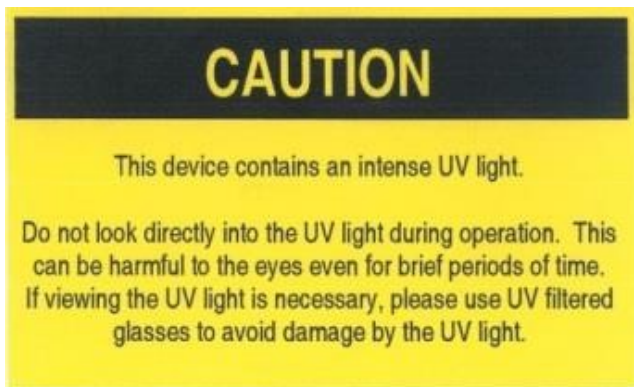 CAUTION
This device contains an intense UV light.
Do not look directly into the UV light during operation.  This
can be harmful to the eyes even for brief periods of time.
If viewing the UV light is necessary, please use UV filtered
glasses to avoid damage by the UV light.